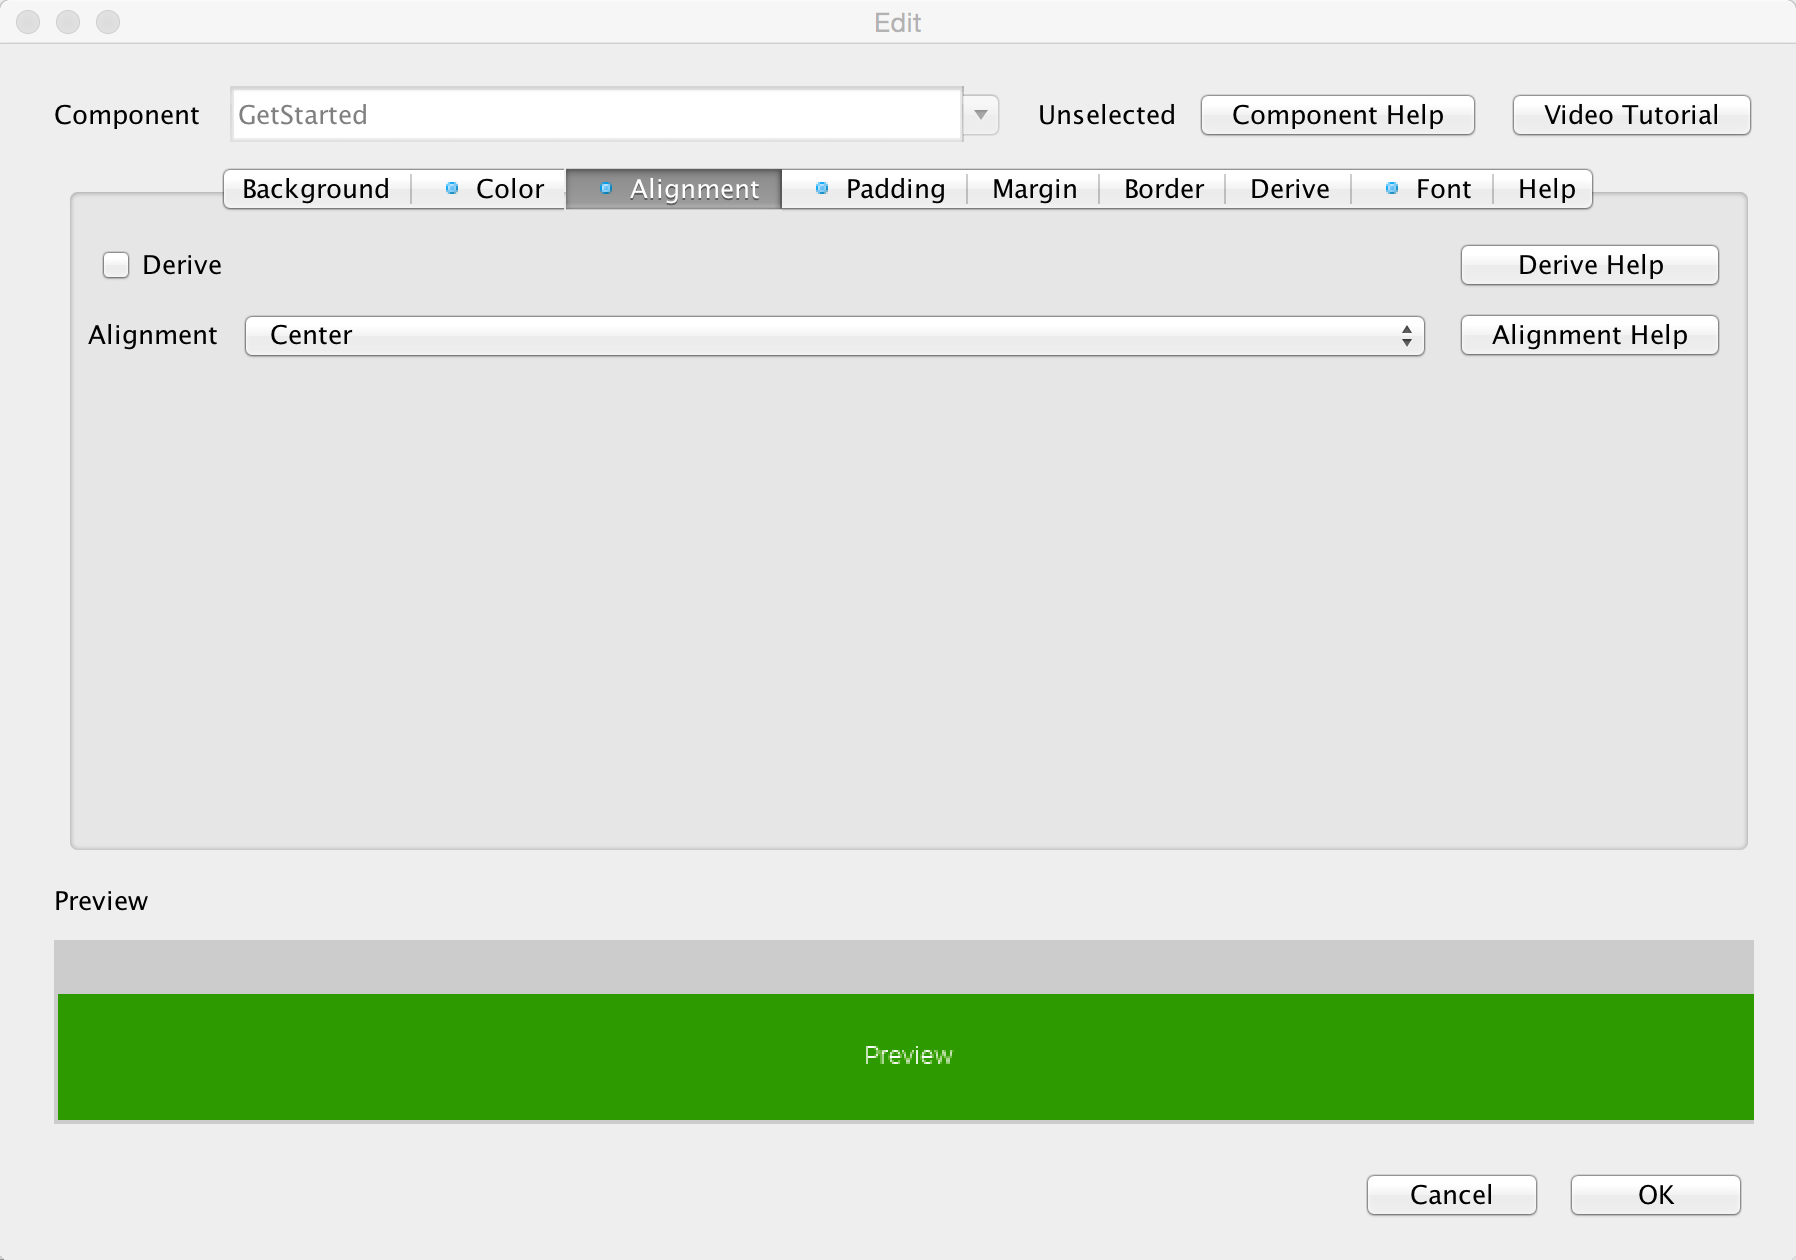 Edit
Component GetStarted Unselected Component Help Video Tutorial
Background Color Alignment Padding Margin Border Derive Font Help
Derive Derive Help
Alignment Center Alignment Help
Preview
Preview
Cancel OK